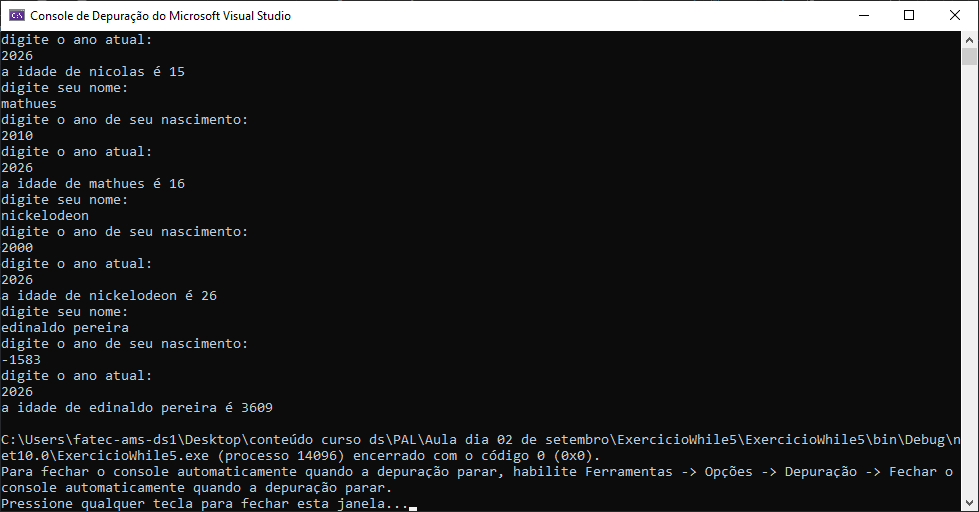 Console de Depuração do Microsoft Visual Studio
digite o ano atual:
2026
a idade de nicolas é 15
digite seu nome:
mathues
digite o ano de seu nascimento:
2010
digite o ano atual:
2026
a idade de mathues é 16
digite seu nome:
nickelodeon
digite o ano de seu nascimento:
2000
digite o ano atual:
2026
a idade de nickelodeon é 26
digite seu nome:
edinaldo pereira
digite o ano de seu nascimento:
-1583
digite o ano atual:
2026
a idade de edinaldo pereira é 3609
C:\Users\fatec-ams-ds1\Desktop\conteúdo curso ds\PAL\Aula dia 02 de setembro\ExercicioWhile5\ExercicioWhile5\bin\Debug\n
et10.0\ExercicioWhile5.exe (processo 14096) encerrado com o código 0 (0x0).
Para fechar o console automaticamente quando a depuração parar, habilite Ferramentas -> Opções -> Depuração -> Fechar o
console automaticamente quando a depuração parar.
Pressione qualquer tecla para fechar esta janela...